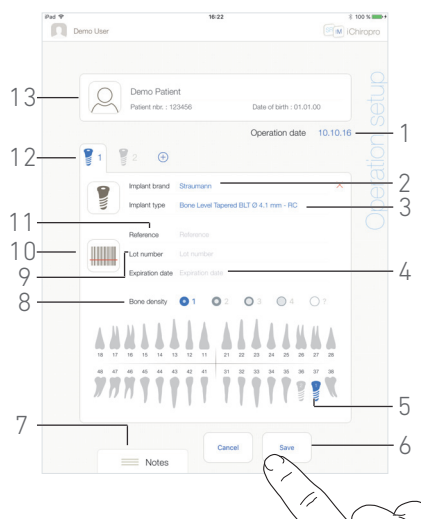 iPad 16:22 100 %
Demo User iChiropro
Operation setup
13 Demo Patient
Patient nbr. : 123456 Date of birth : 01.01.00
Operation date 10.10.16 1
12 1 2
Implant brand Straumann 2
Implant type Bone Level Tapered BLT Ø 4.1 mm - RC 3
11
Reference Reference
10 Lot number Lot number
9 Expiration date Expiration date 4
8 Bone density 1 2 3 4 ?
18 17 16 15 14 13 12 11 21 22 23 24 25 26 27 28
48 47 46 45 44 43 42 41 31 32 33 34 35 36 37 38
5
7 Cancel Save 6
Notes